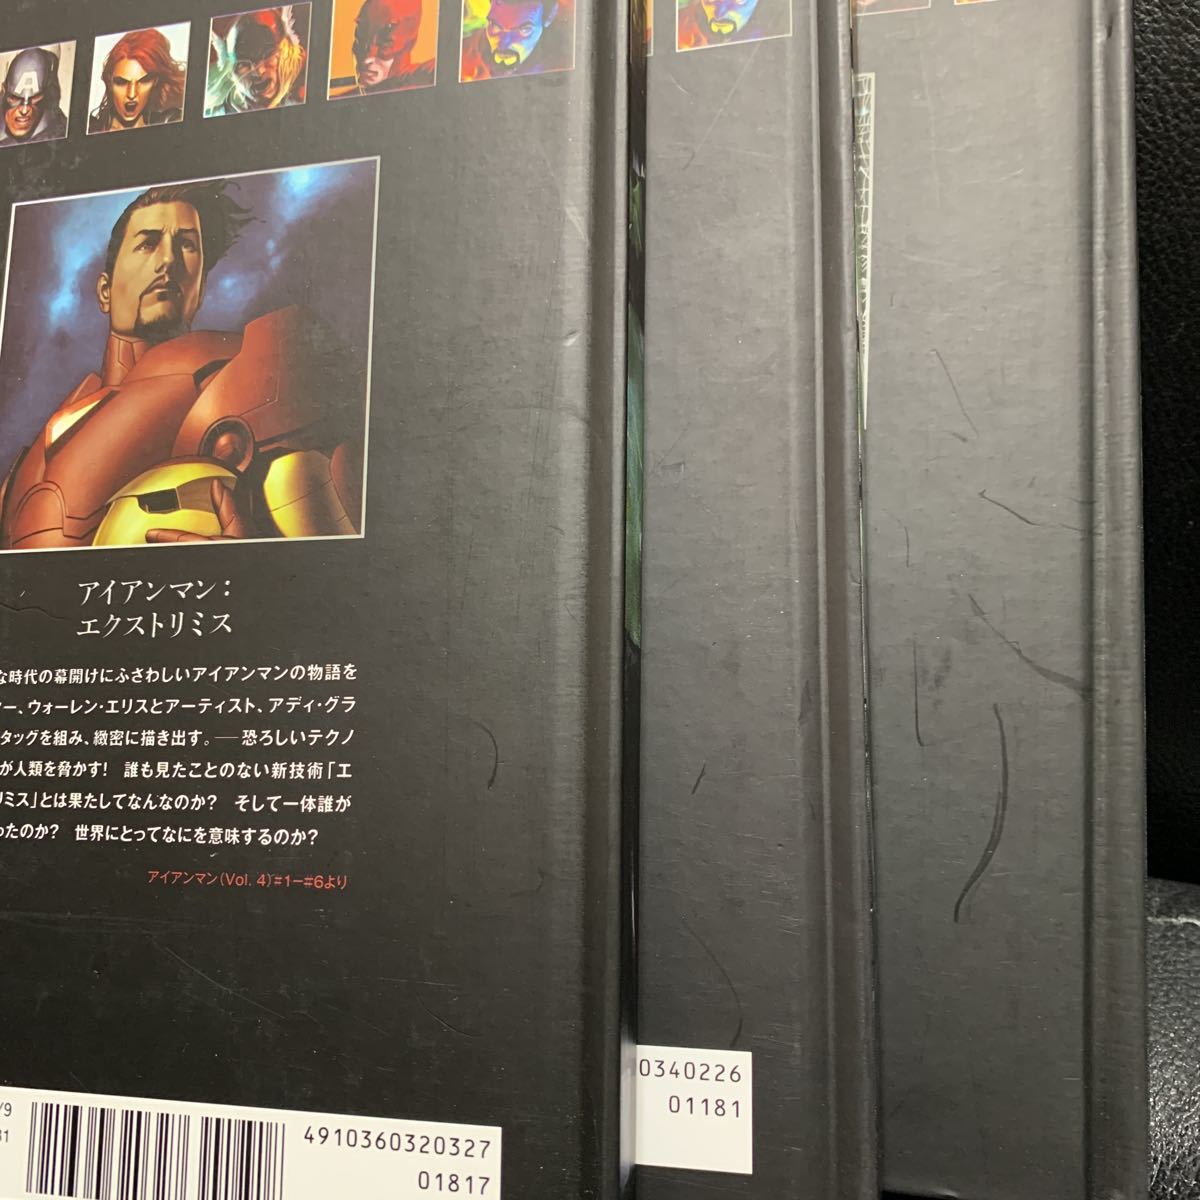 アイアンマン：
エクストリミス
な時代の幕開けにふさわしいアイアンマンの物語を
ー、ウォーレン・エリスとアーティスト、アディ・グラ
タッグを組み、緻密に描き出す。―恐ろしいテクノ
が人類を脅かす! 誰も見たことのない新技術「エ
リミス」とは果たしてなんなのか? そして一体誰が
ったのか? 世界にとってなにを意味するのか?
アイアンマン(Vol. 4)#1―#6より
/9
31
4910360320327
01817
0340226
01181